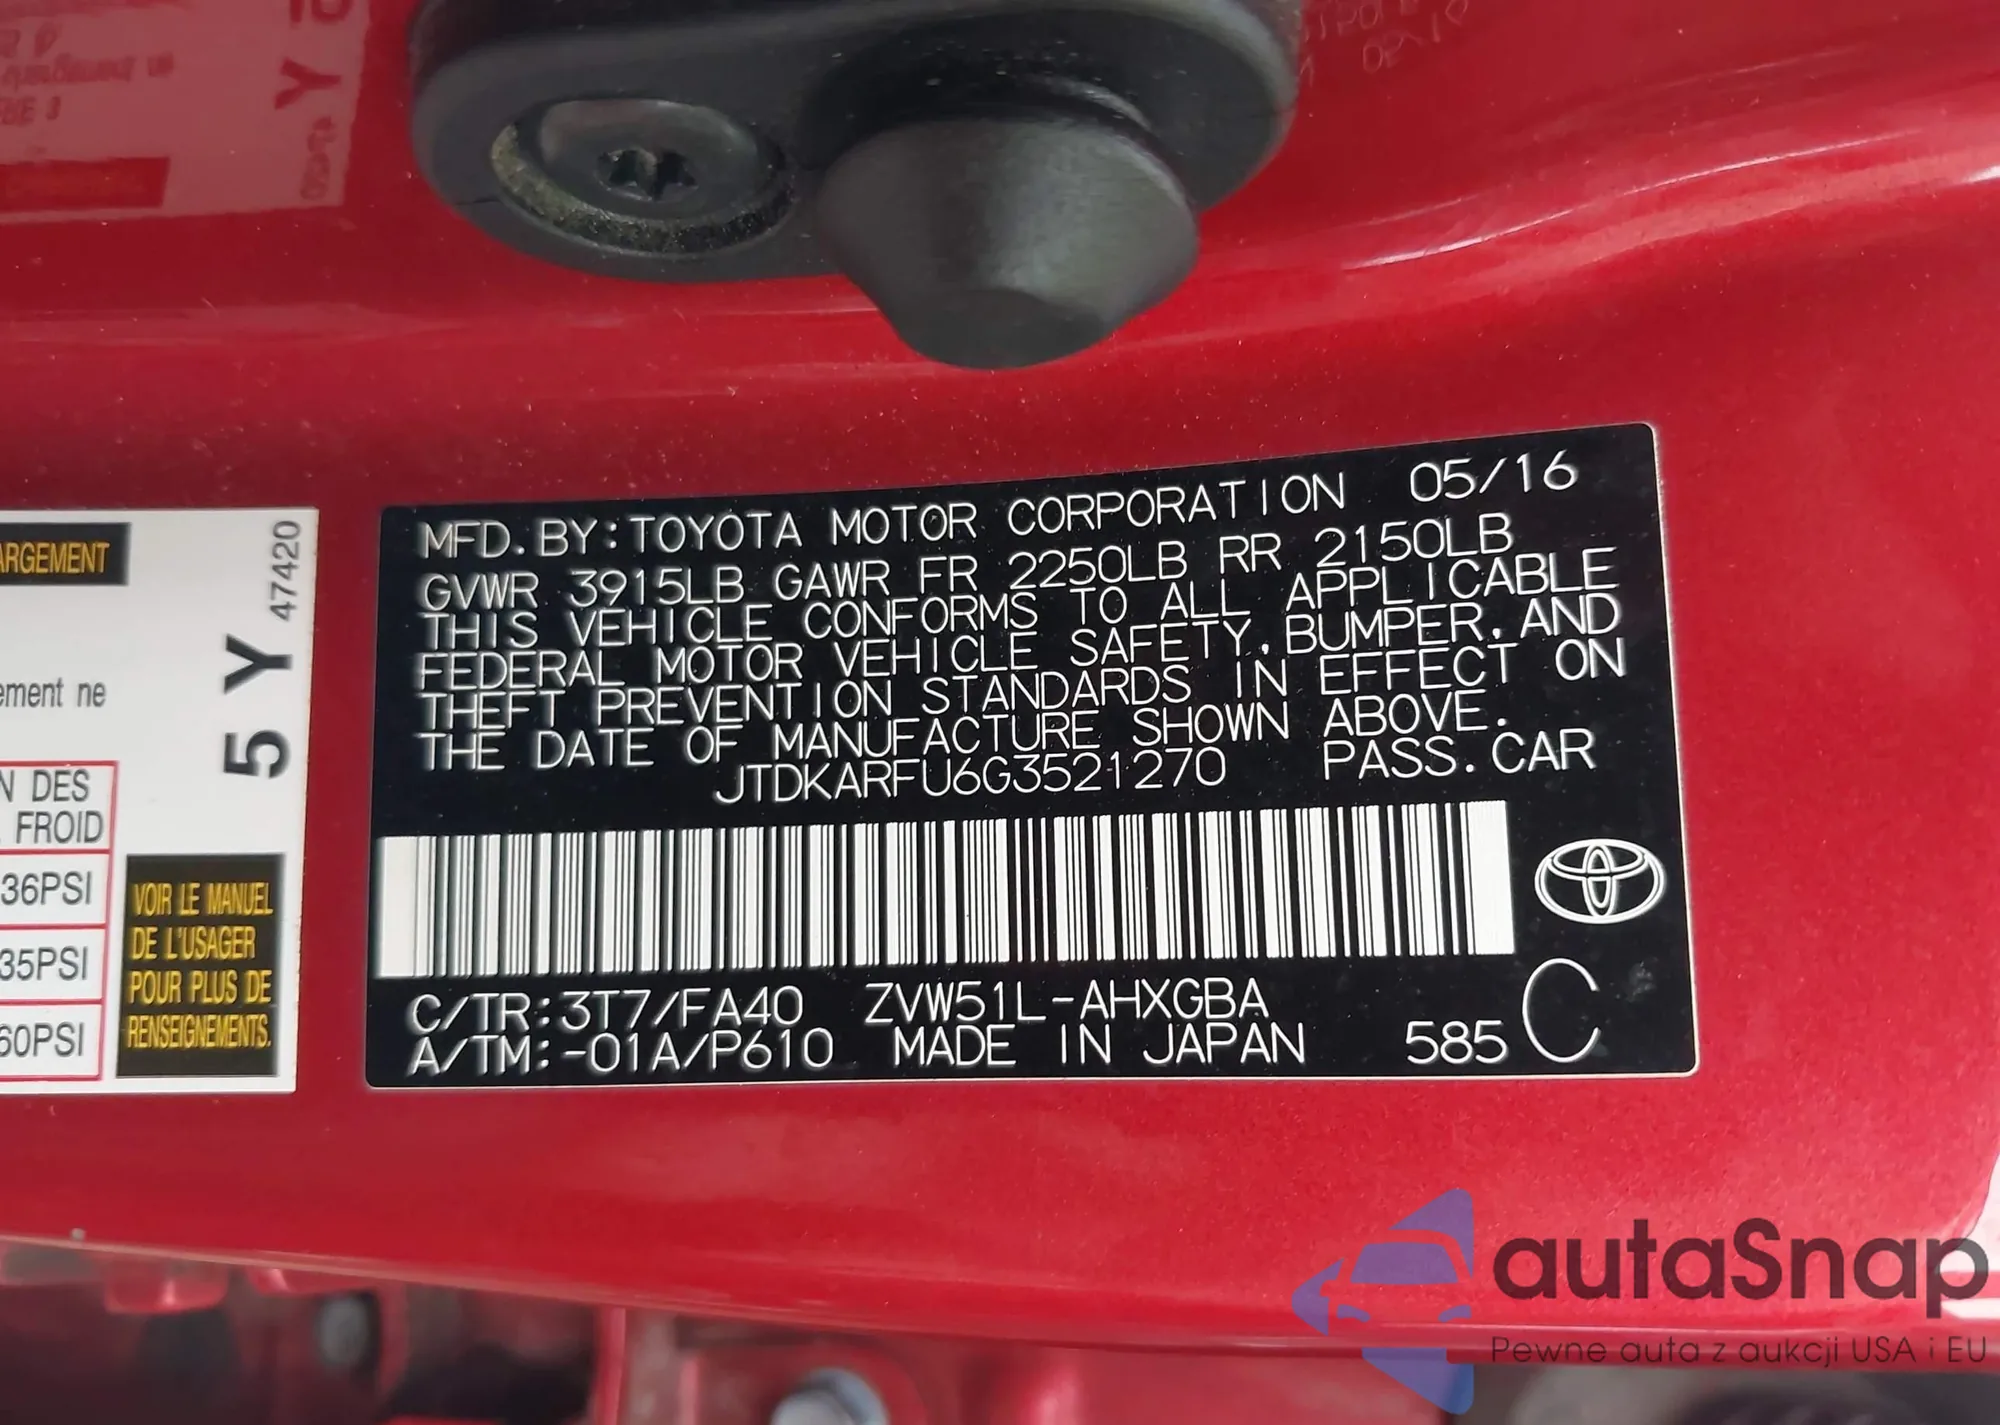 MFD. BY: TOYOTA MOTOR CORPORATION 05/16
GVWR 3915LB GAWR FR 2250LB RR 2150LB
THIS VEHICLE CONFORMS TO ALL APPLICABLE
FEDERAL MOTOR VEHICLE SAFETY, BUMPER, AND
THEFT PREVENTION STANDARDS IN EFFECT ON
THE DATE OF MANUFACTURE SHOWN ABOVE.
JTDKARFU6G3521270 PASS. CAR
C/TR: 3T7/FA40 ZVW51L-AHXGBA
A/TM: -01A/P610 MADE IN JAPAN 585 C
ARGEMENT
ement ne
N DES
FROID
36PSI
35PSI
60PSI
5 Y 47420
VOIR LE MANUEL
DE L'USAGER
POUR PLUS DE
RENSEIGNEMENTS.
autaSnap
Pewne auta z aukcji USA i EU